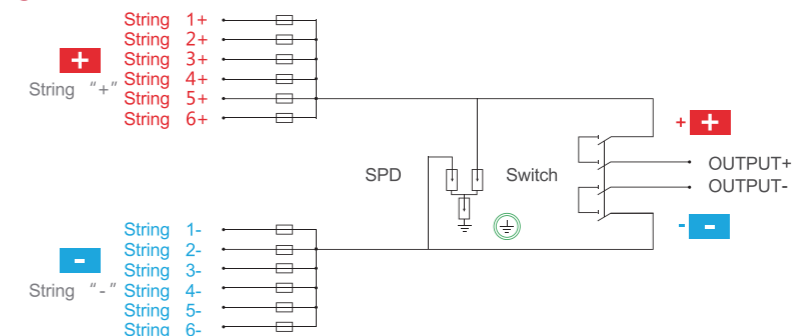 String 1+
String 2+
String 3+
String 4+
String 5+
String 6+
+
String "+"
+ +
SPD
Switch
OUTPUT+
OUTPUT-
- -
String 1-
String 2-
String 3-
String 4-
String 5-
String 6-
-
String "-"